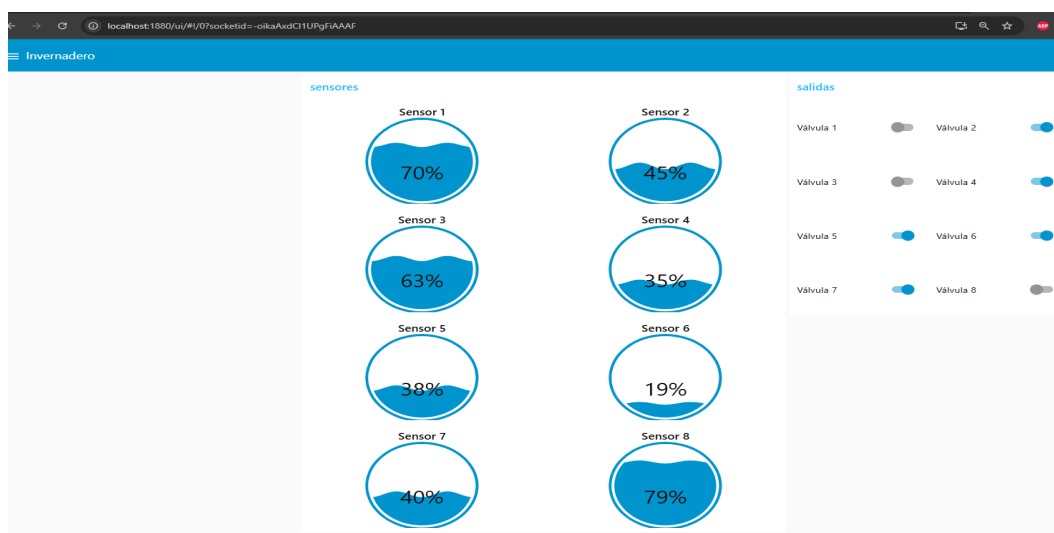 localhost:1880/ui/#!/0?socketid=-oikaAxdCl1UPgFiAAAF
ABP
Invernadero
sensores
Sensor 1
70%
Sensor 2
45%
Sensor 3
63%
Sensor 4
35%
Sensor 5
38%
Sensor 6
19%
Sensor 7
40%
Sensor 8
79%
salidas
Válvula 1
Válvula 2
Válvula 3
Válvula 4
Válvula 5
Válvula 6
Válvula 7
Válvula 8